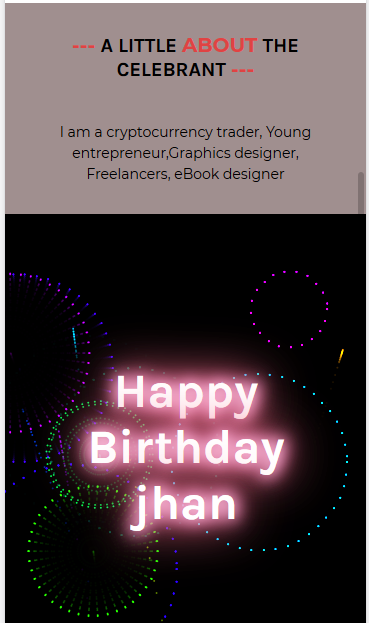 --- A LITTLE ABOUT THE
CELEBRANT ---
I am a cryptocurrency trader, Young
entrepreneur,Graphics designer,
Freelancers, eBook designer
Happy
Birthday
jhan